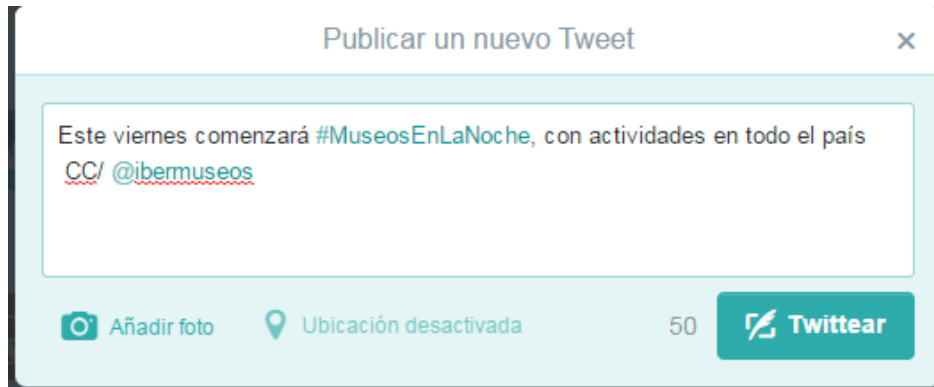 Publicar un nuevo Tweet ×
Este viernes comenzará #MuseosEnLaNoche, con actividades en todo el país
CC/ @ibermuseos
Añadir foto Ubicación desactivada 50 Twittear